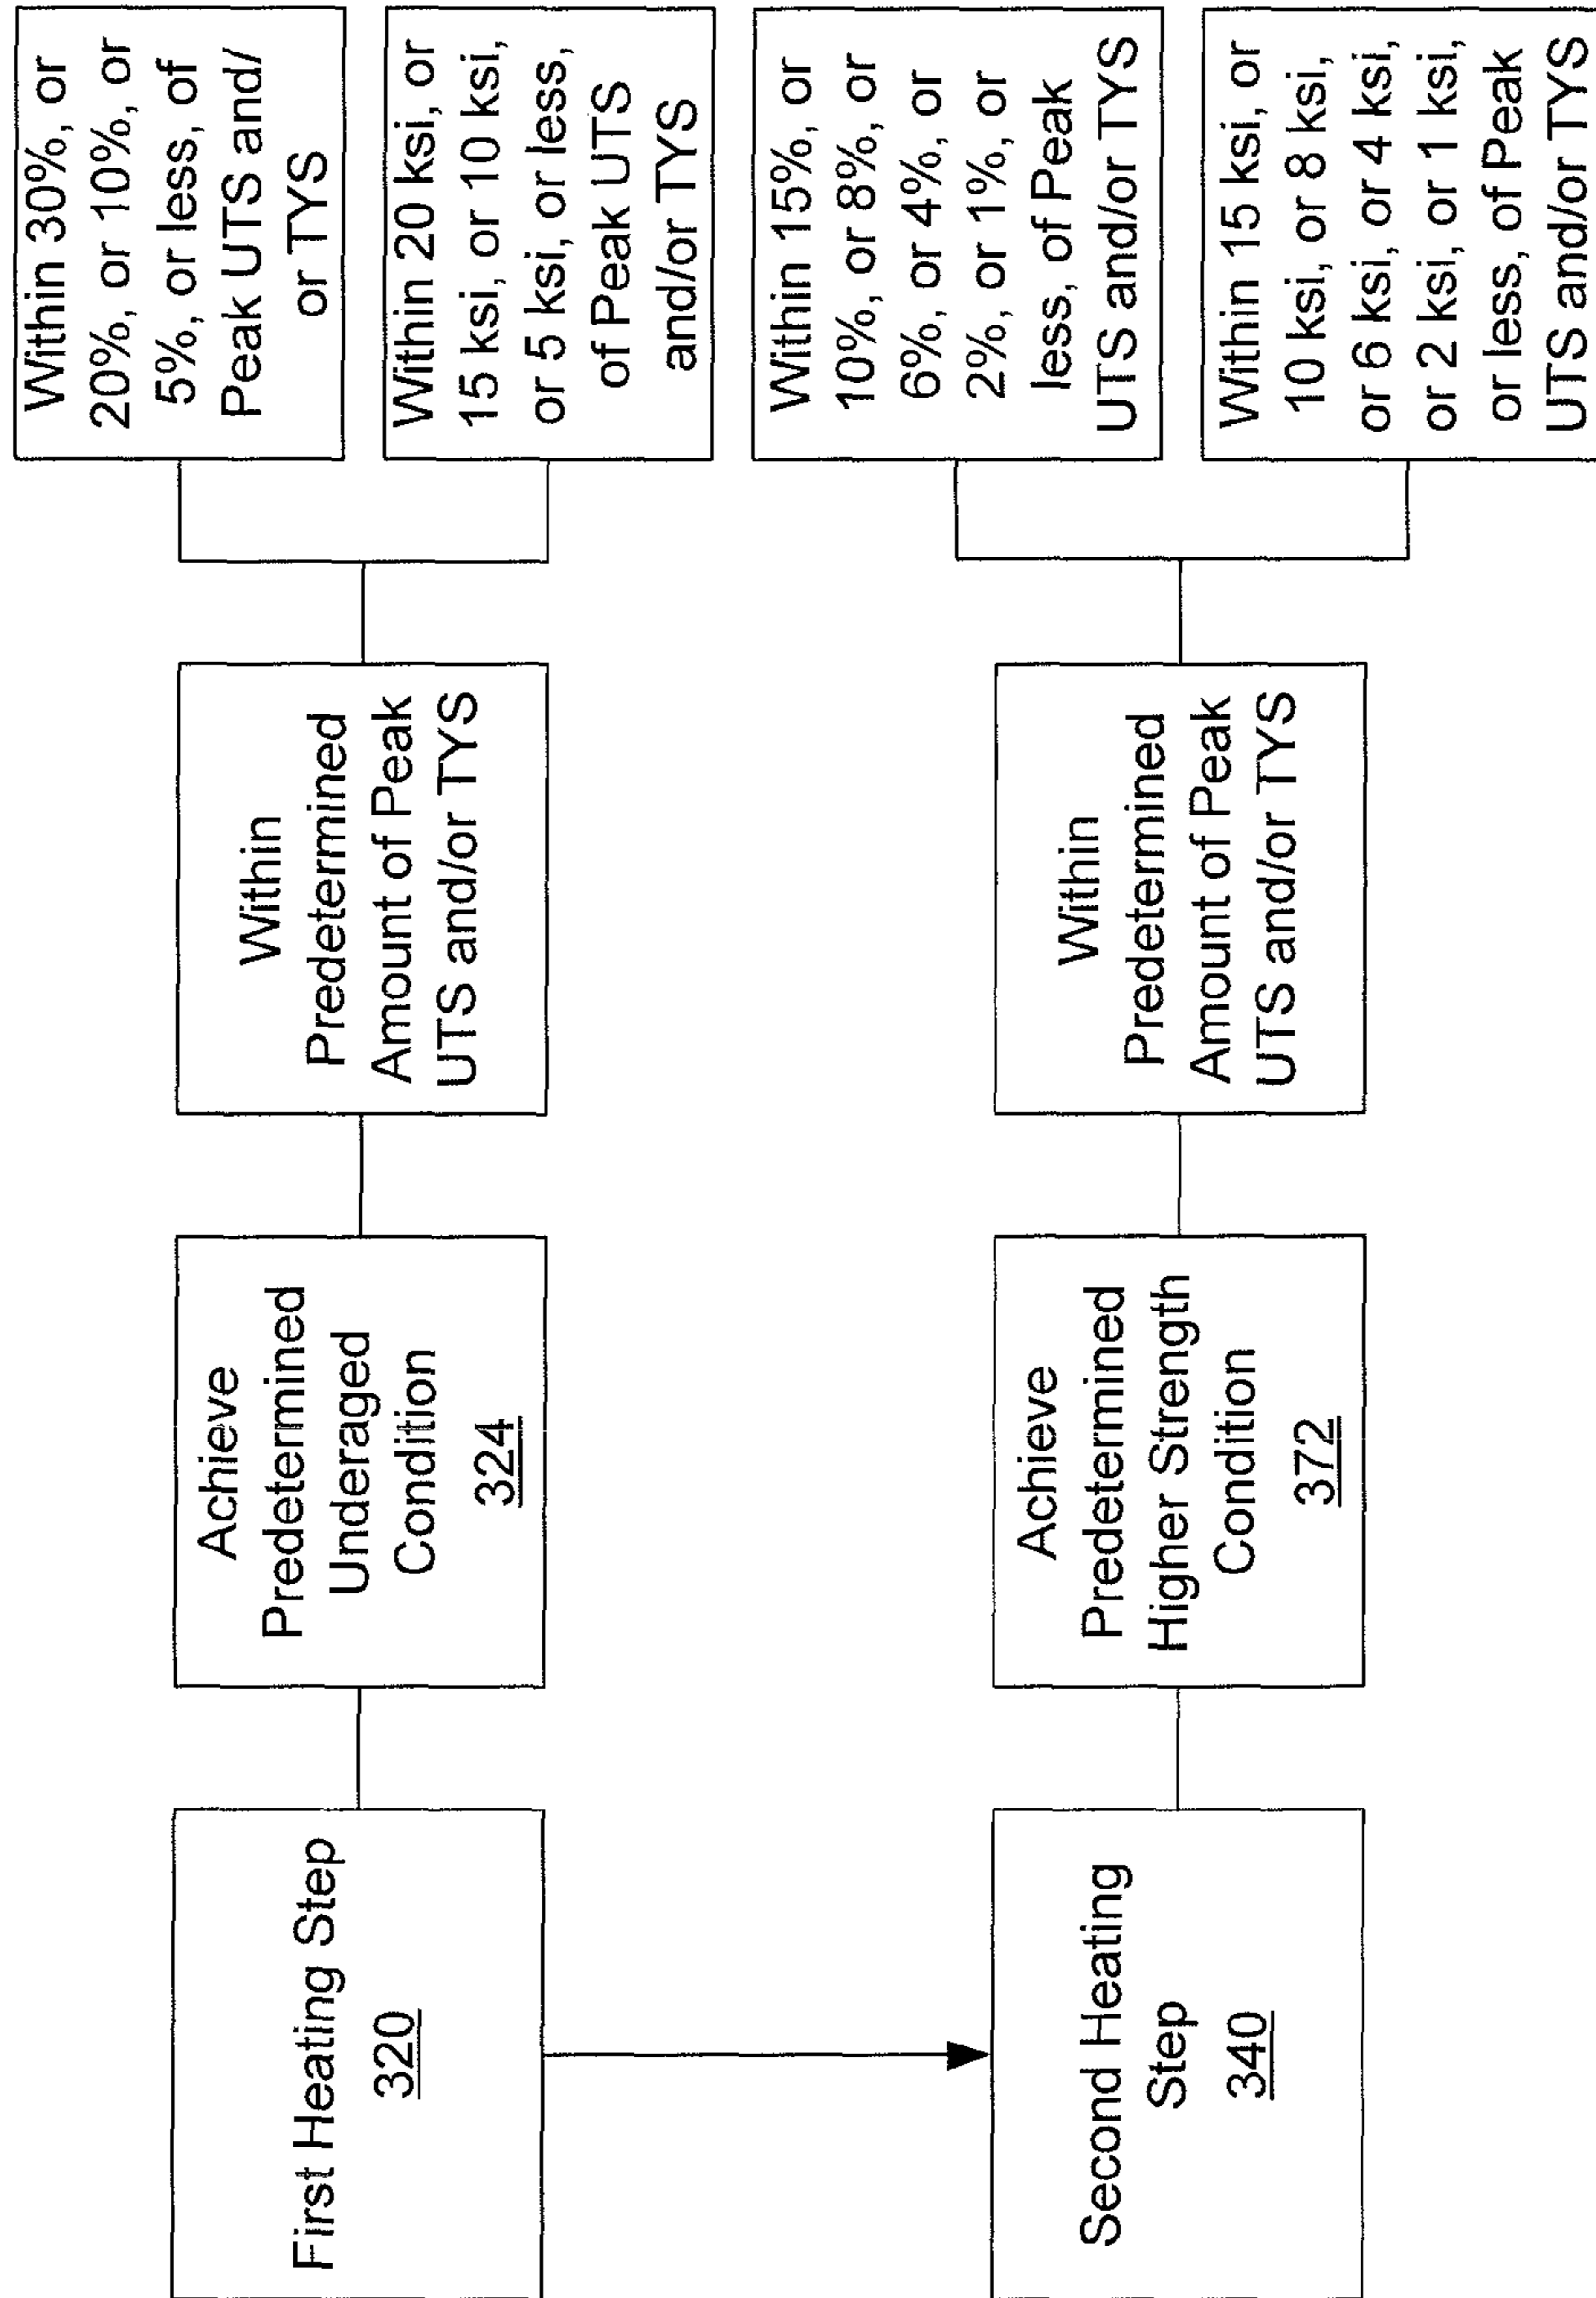 First Heating Step
320
Achieve
Predetermined
Underaged
Condition
324
Within
Predetermined
Amount of Peak
UTS and/or TYS
Within 30%, or
20%, or 10%, or
5%, or less, of
Peak UTS and/
or TYS
Within 20 ksi, or
15 ksi, or 10 ksi,
or 5 ksi, or less,
of Peak UTS
and/or TYS
Second Heating
Step
340
Achieve
Predetermined
Higher Strength
Condition
372
Within
Predetermined
Amount of Peak
UTS and/or TYS
Within 15%, or
10%, or 8%, or
6%, or 4%, or
2%, or 1%, or
less, of Peak
UTS and/or TYS
Within 15 ksi, or
10 ksi, or 8 ksi,
or 6 ksi, or 4 ksi,
or 2 ksi, or 1 ksi,
or less, of Peak
UTS and/or TYS